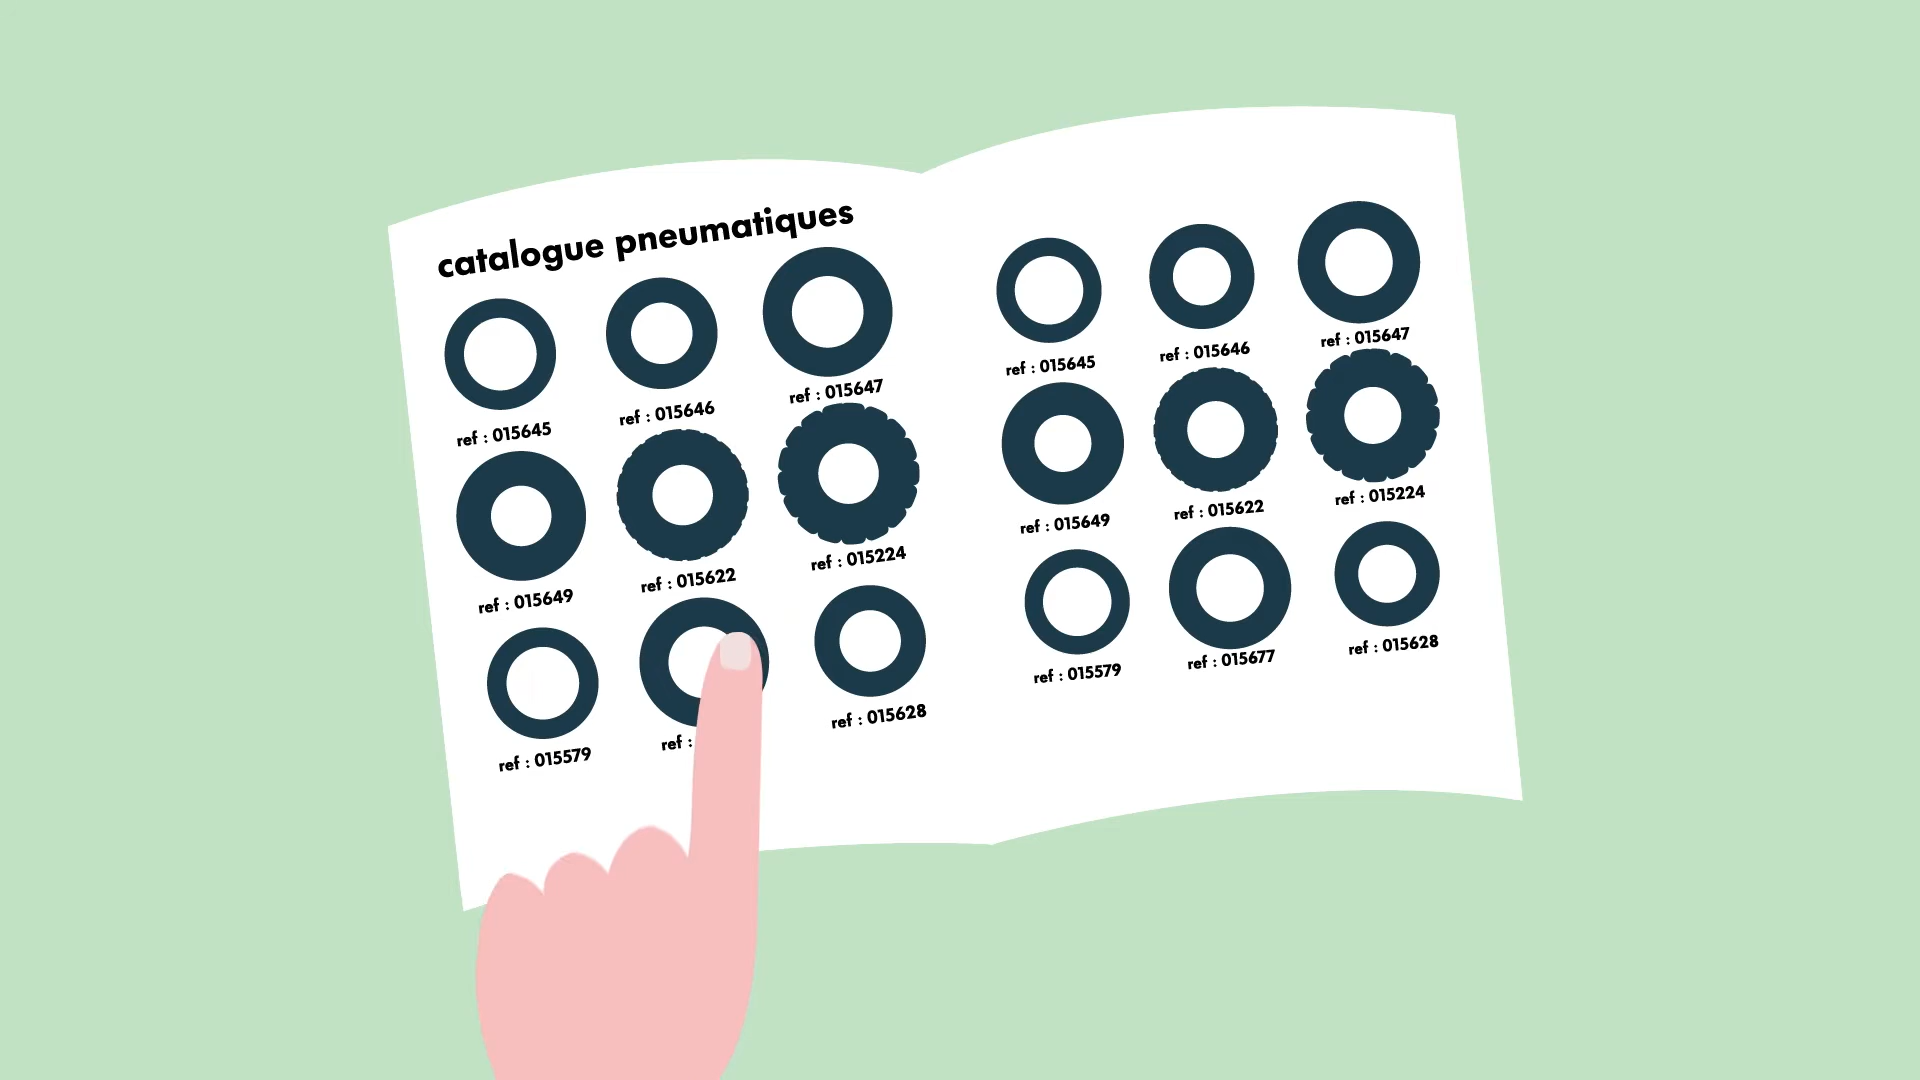 catalogue pneumatiques
ref : 015645
ref : 015646
ref : 015647
ref : 015649
ref : 015622
ref : 015224
ref : 015579
ref :
ref : 015628
ref : 015645
ref : 015646
ref : 015647
ref : 015649
ref : 015622
ref : 015224
ref : 015579
ref : 015677
ref : 015628